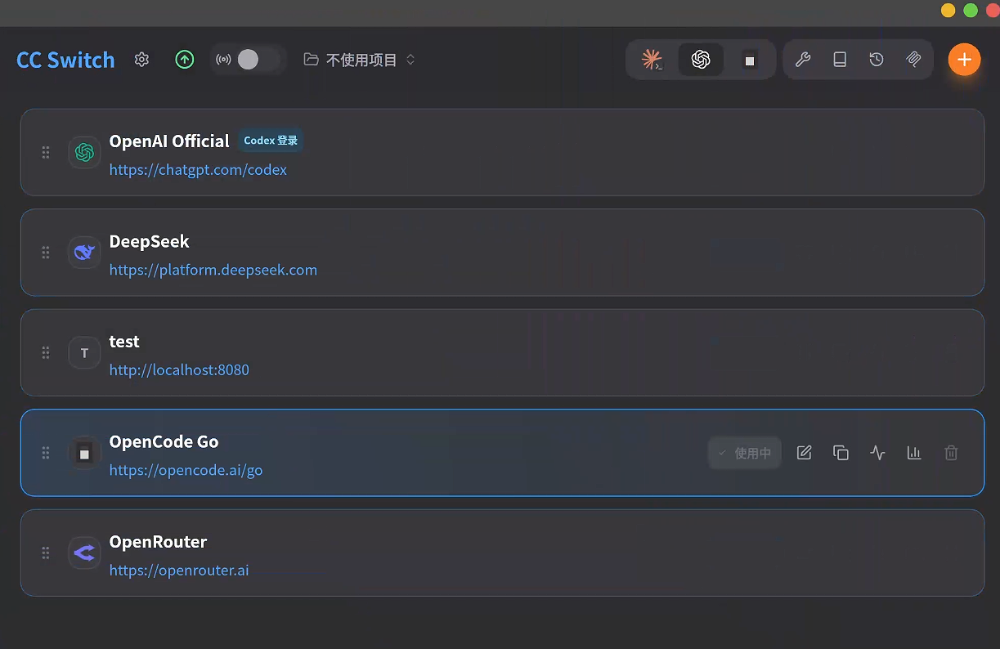 CC Switch
不使用项目
OpenAI Official
Codex 登录
https://chatgpt.com/codex
DeepSeek
https://platform.deepseek.com
T
test
http://localhost:8080
OpenCode Go
https://opencode.ai/go
使用中
OpenRouter
https://openrouter.ai